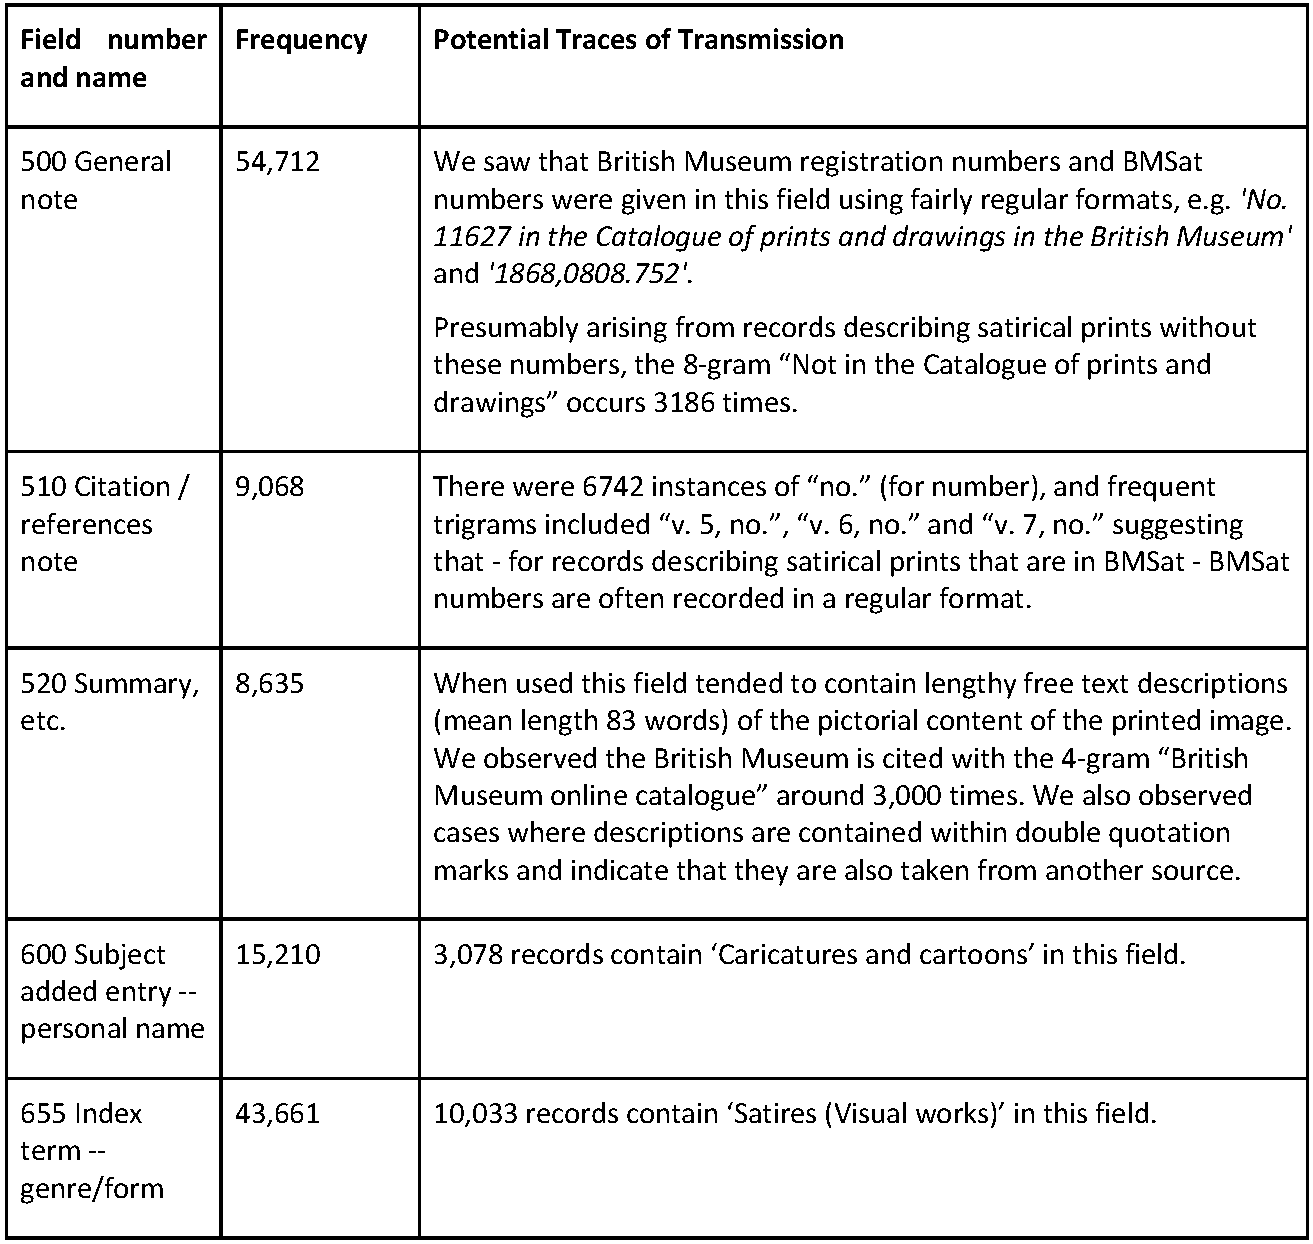 Field number and name
Frequency
Potential Traces of Transmission
500 General
note
54,712
We saw that British Museum registration numbers and BMSat
numbers were given in this field using fairly regular formats, e.g. 'No.
11627 in the Catalogue of prints and drawings in the British Museum'
and '1868,0808.752'.
Presumably arising from records describing satirical prints without
these numbers, the 8-gram “Not in the Catalogue of prints and
drawings” occurs 3186 times.
510 Citation /
references
note
9,068
There were 6742 instances of “no.” (for number), and frequent
trigrams included “v. 5, no.”, “v. 6, no.” and “v. 7, no.” suggesting
that - for records describing satirical prints that are in BMSat - BMSat
numbers are often recorded in a regular format.
520 Summary,
etc.
8,635
When used this field tended to contain lengthy free text descriptions
(mean length 83 words) of the pictorial content of the printed image.
We observed the British Museum is cited with the 4-gram “British
Museum online catalogue” around 3,000 times. We also observed
cases where descriptions are contained within double quotation
marks and indicate that they are also taken from another source.
600 Subject
added entry --
personal name
15,210
3,078 records contain ‘Caricatures and cartoons’ in this field.
655 Index
term --
genre/form
43,661
10,033 records contain ‘Satires (Visual works)’ in this field.